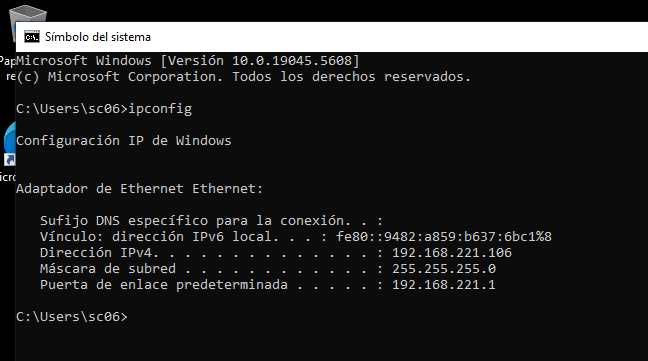 Símbolo del sistema
Microsoft Windows [Versión 10.0.19045.5608]
(c) Microsoft Corporation. Todos los derechos reservados.
C:\Users\sc06>ipconfig
Configuración IP de Windows
Adaptador de Ethernet Ethernet:
Sufijo DNS específico para la conexión. . :
Vínculo: dirección IPv6 local. . . : fe80::9482:a859:b637:6bc1%8
Dirección IPv4. . . . . . . . . . . . . . : 192.168.221.106
Máscara de subred . . . . . . . . . . . . : 255.255.255.0
Puerta de enlace predeterminada . . . . . : 192.168.221.1
C:\Users\sc06>